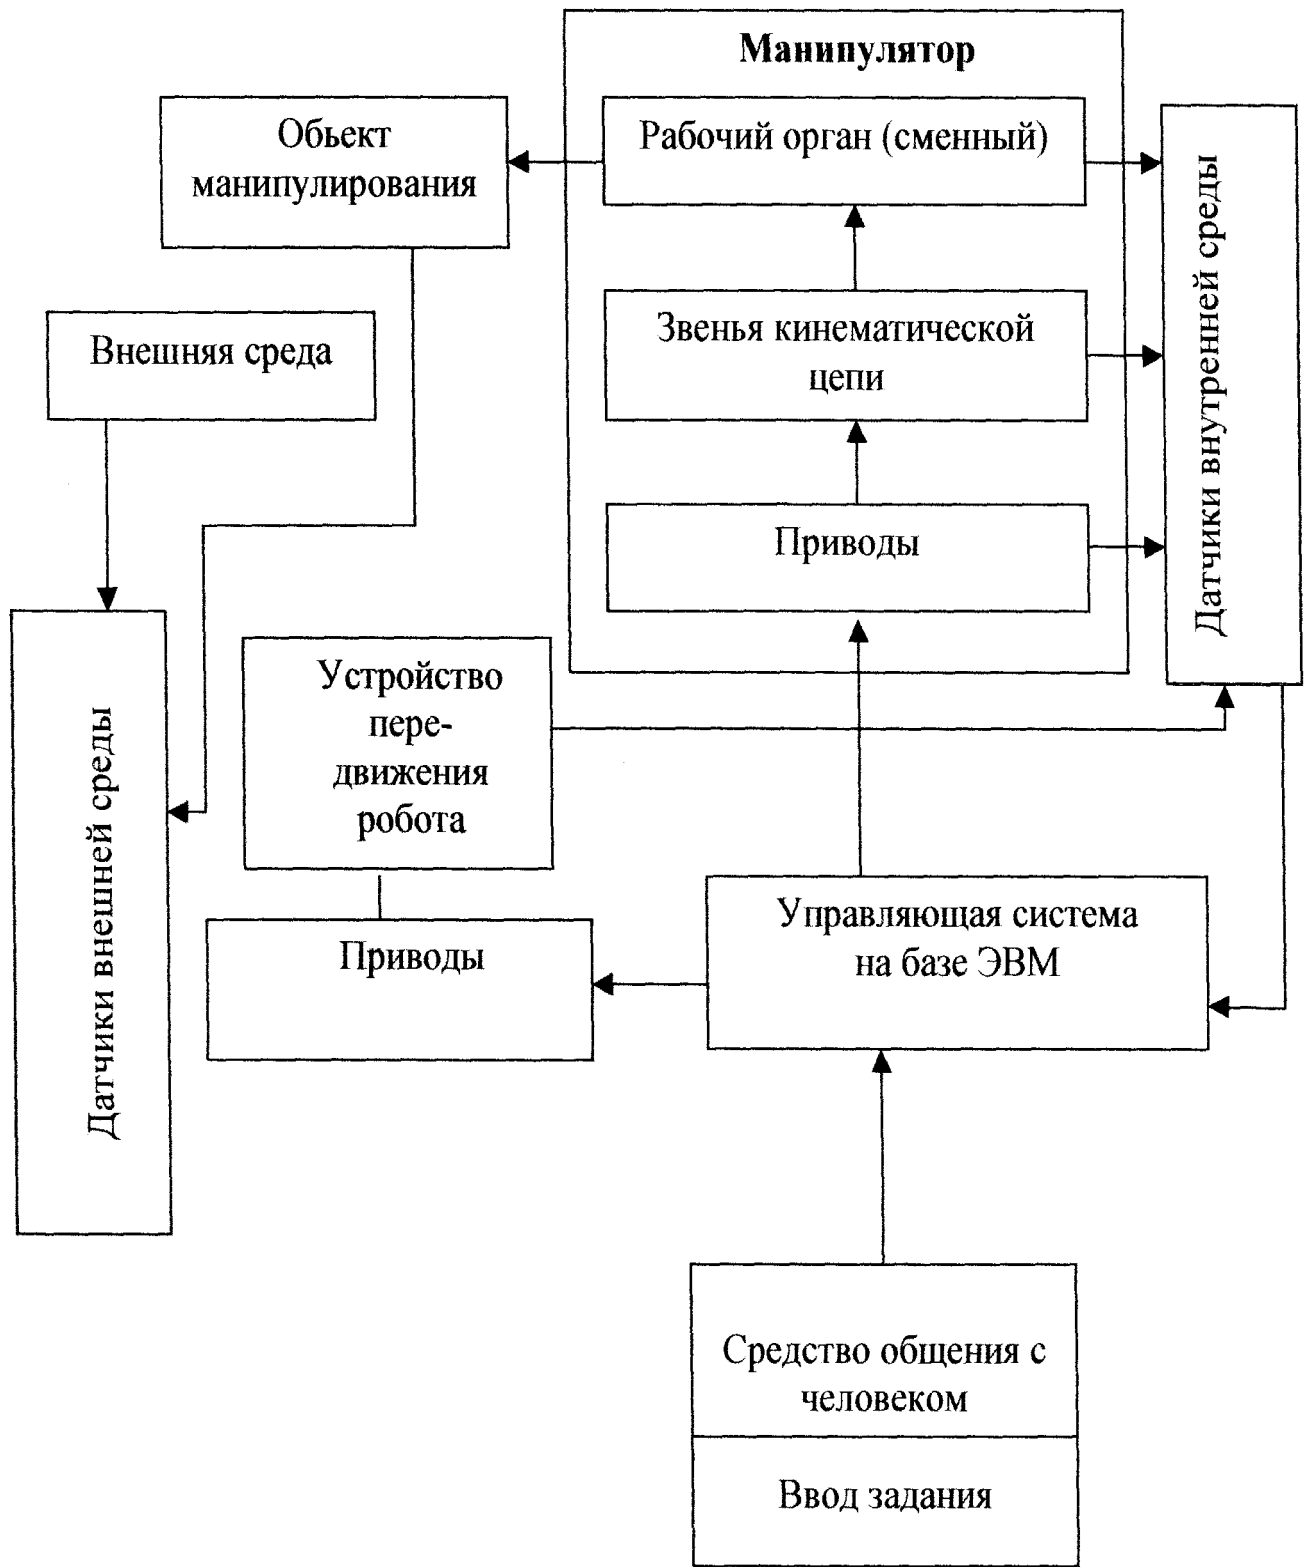 Манипулятор
Обьект
манипулирования
Рабочий орган (сменный)
Датчики внутренней среды
Внешняя среда
Звенья кинематической
цепи
Приводы
Устройство
пере-
движения
робота
Датчики внешней среды
Приводы
Управляющая система
на базе ЭВМ
Средство общения с
человеком
Ввод задания